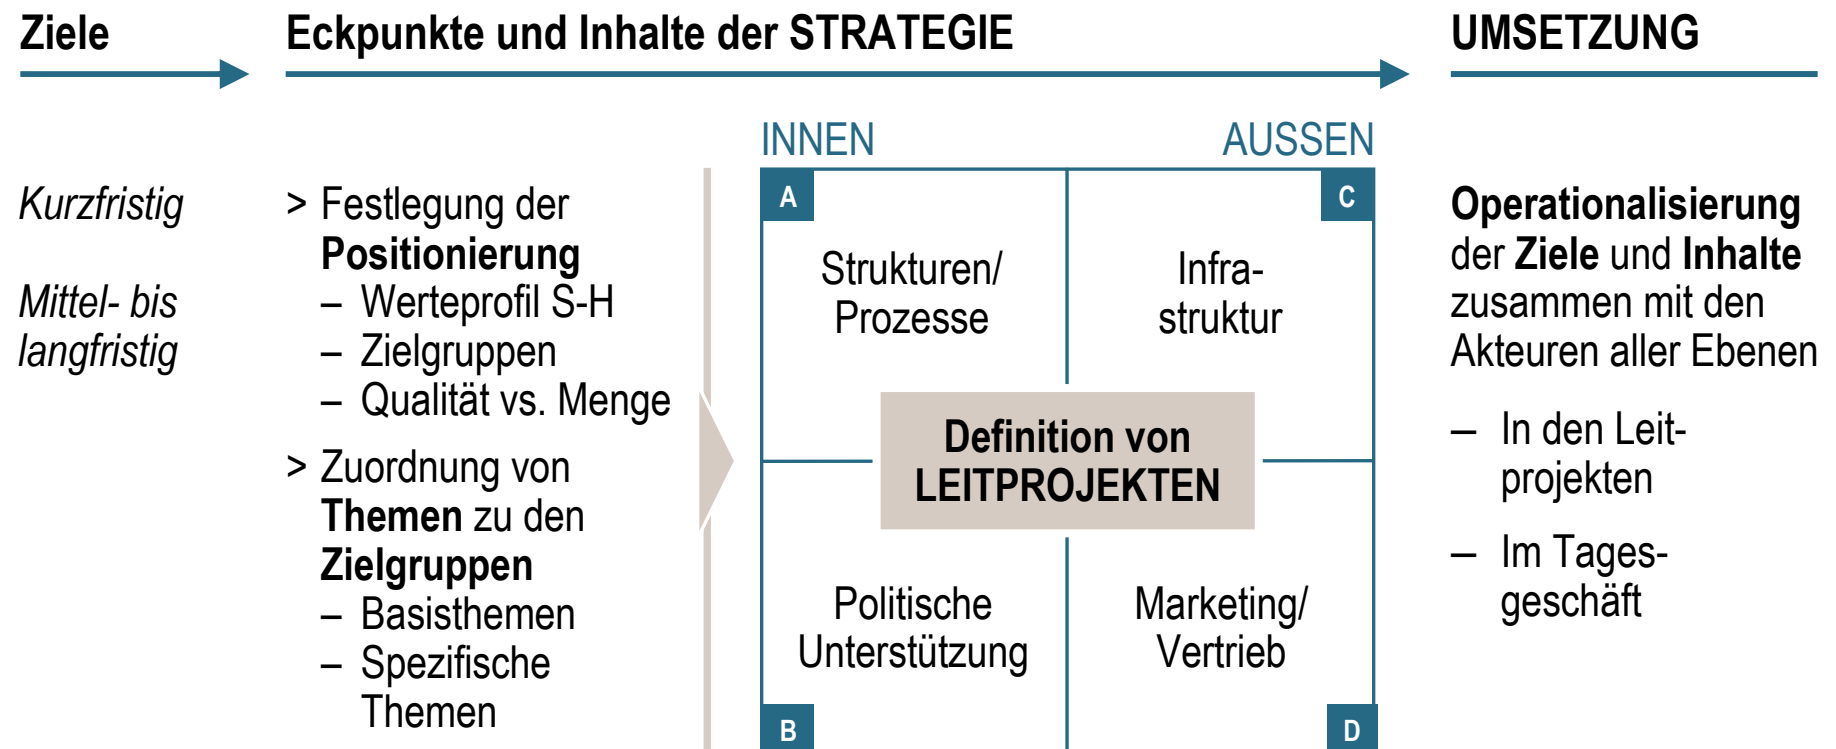 Ziele
Eckpunkte und Inhalte der STRATEGIE
UMSETZUNG
Kurzfristig
Mittel- bis
langfristig
> Festlegung der
Positionierung
– Werteprofil S-H
– Zielgruppen
– Qualität vs. Menge
> Zuordnung von
Themen zu den
Zielgruppen
– Basisthemen
– Spezifische
Themen
INNEN
AUSSEN
A
Strukturen/
Prozesse
C
Infra-
struktur
Definition von
LEITPROJEKTEN
Politische
Unterstützung
B
Marketing/
Vertrieb
D
Operationalisierung
der Ziele und Inhalte
zusammen mit den
Akteuren aller Ebenen
– In den Leit-
projekten
– Im Tages-
geschäft